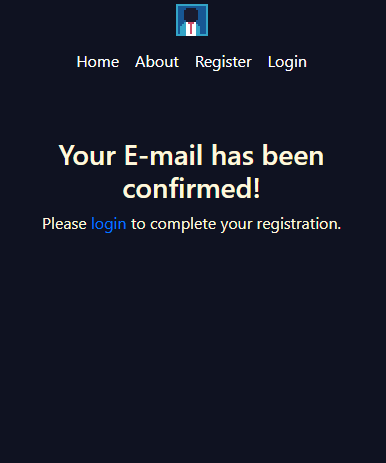 Home About Register Login
Your E-mail has been
confirmed!
Please login to complete your registration.